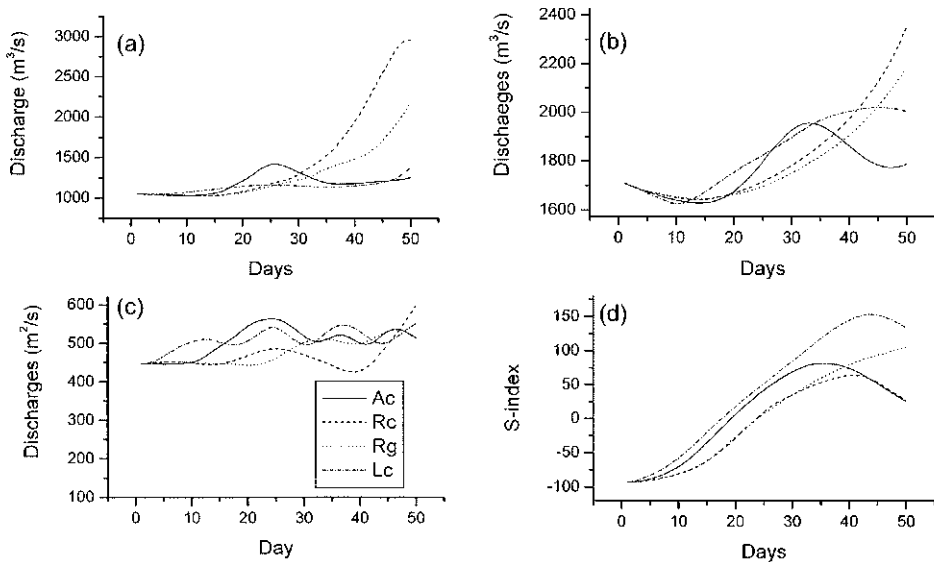 (a)
Discharge (m³/s)
3000
2500
2000
1500
1000
0 10 20 30 40 50
Days
(b)
Dischaeges (m³/s)
2400
2200
2000
1800
1600
0 10 20 30 40 50
Days
(c)
Discharges (m²/s)
600
500
400
300
200
100
0 10 20 30 40 50
Day
Ac
Rc
Rg
Lc
(d)
S-index
150
100
50
0
-50
-100
0 10 20 30 40 50
Days